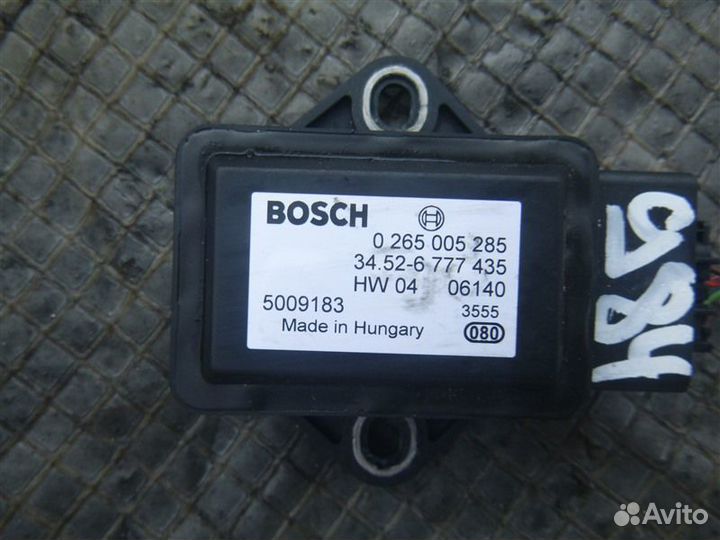 BOSCH
0 265 005 285
34.52-6 777 435
HW 04 06140
5009183 3555
Made in Hungary 080
984
Avito